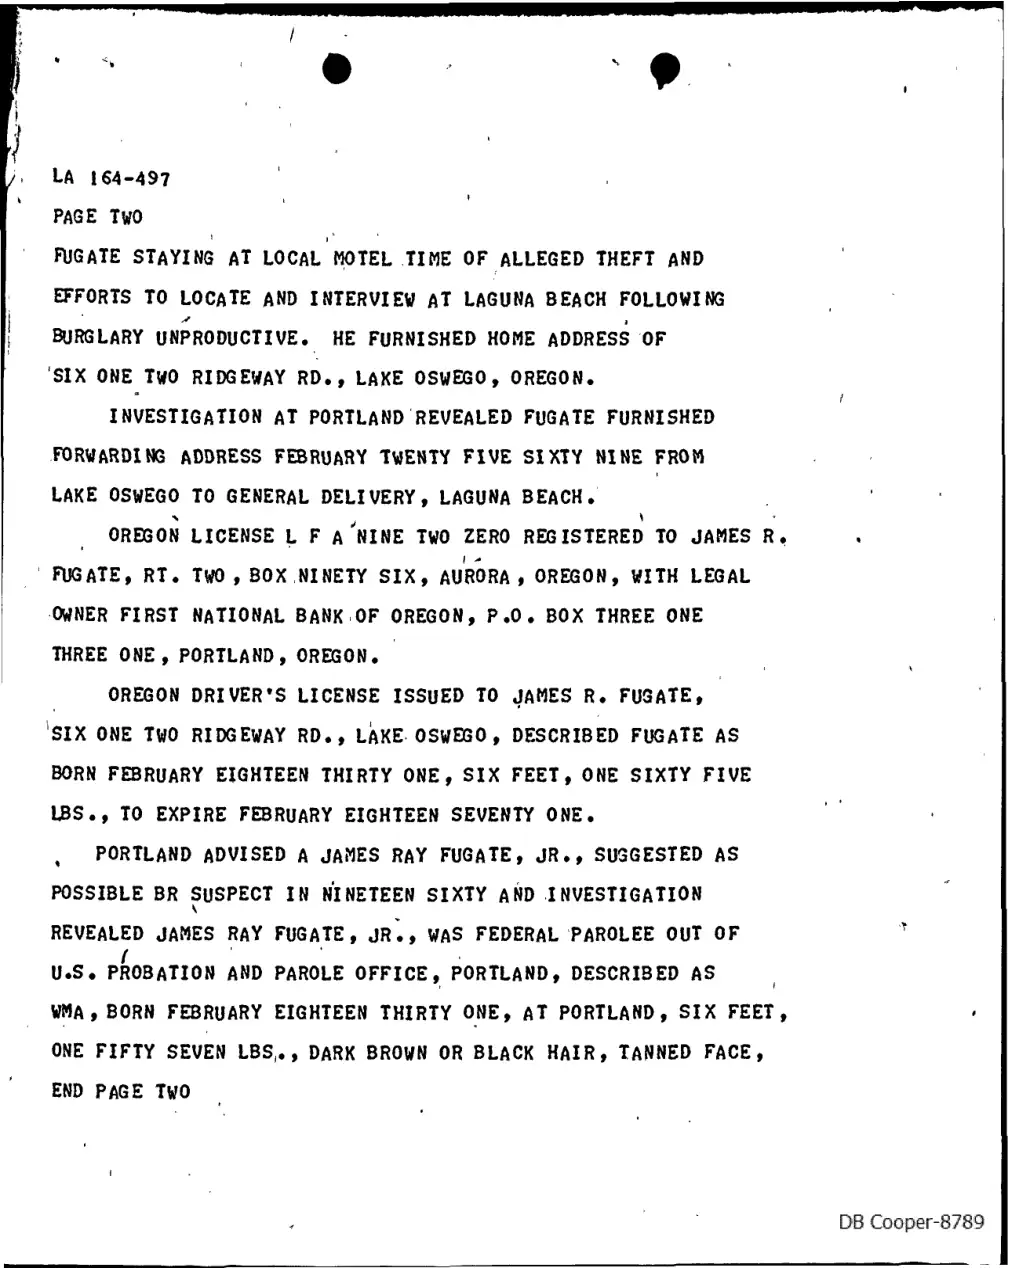 LA 164-497
PAGE TWO
FUGATE STAYING AT LOCAL MOTEL TIME OF ALLEGED THEFT AND
EFFORTS TO LOCATE AND INTERVIEW AT LAGUNA BEACH FOLLOWING
BURGLARY UNPRODUCTIVE. HE FURNISHED HOME ADDRESS OF
SIX ONE TWO RIDGEWAY RD., LAKE OSWEGO, OREGON.
INVESTIGATION AT PORTLAND REVEALED FUGATE FURNISHED
FORWARDING ADDRESS FEBRUARY TWENTY FIVE SIXTY NINE FROM
LAKE OSWEGO TO GENERAL DELIVERY, LAGUNA BEACH.
OREGON LICENSE L F A NINE TWO ZERO REGISTERED TO JAMES R.
FUGATE, RT. TWO, BOX NINETY SIX, AURORA, OREGON, WITH LEGAL
OWNER FIRST NATIONAL BANK OF OREGON, P.O. BOX THREE ONE
THREE ONE, PORTLAND, OREGON.
OREGON DRIVER'S LICENSE ISSUED TO JAMES R. FUGATE,
SIX ONE TWO RIDGEWAY RD., LAKE OSWEGO, DESCRIBED FUGATE AS
BORN FEBRUARY EIGHTEEN THIRTY ONE, SIX FEET, ONE SIXTY FIVE
LBS., TO EXPIRE FEBRUARY EIGHTEEN SEVENTY ONE.
PORTLAND ADVISED A JAMES RAY FUGATE, JR., SUGGESTED AS
POSSIBLE BR SUSPECT IN NINETEEN SIXTY AND INVESTIGATION
REVEALED JAMES RAY FUGATE, JR., WAS FEDERAL PAROLEE OUT OF
U.S. PROBATION AND PAROLE OFFICE, PORTLAND, DESCRIBED AS
WMA, BORN FEBRUARY EIGHTEEN THIRTY ONE, AT PORTLAND, SIX FEET,
ONE FIFTY SEVEN LBS., DARK BROWN OR BLACK HAIR, TANNED FACE,
END PAGE TWO
DB Cooper-8789